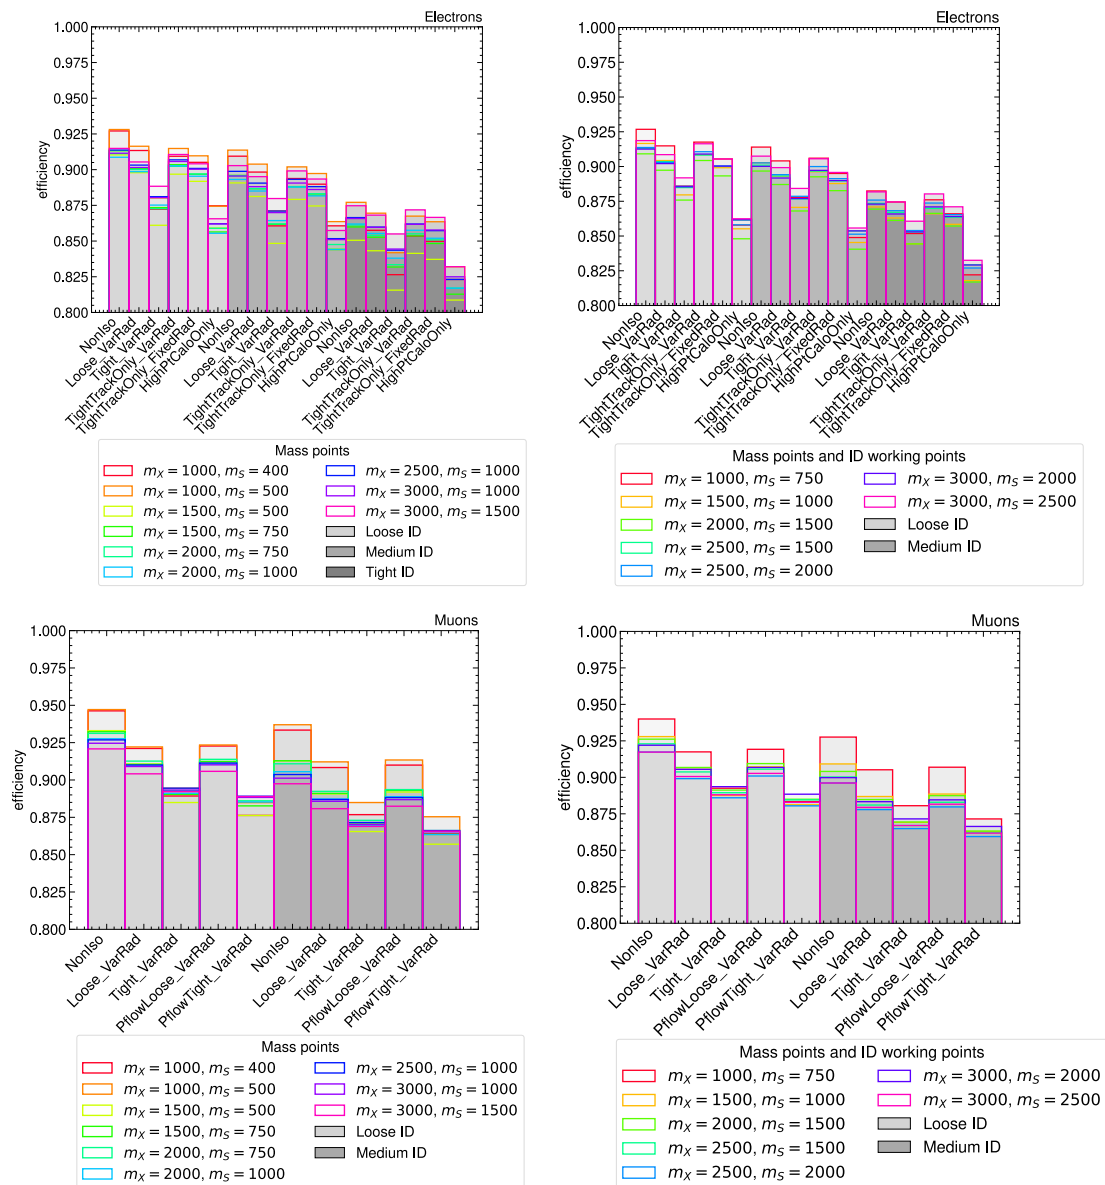 Electrons
1.000
0.975
0.950
0.925
0.900
0.875
0.850
0.825
0.800
efficiency
NonIso
Loose_VarRad
Tight_VarRad
TightTrackOnly_VarRad
TightTrackOnly_FixedRad
HighPtCaloOnly
NonIso
Loose_VarRad
Tight_VarRad
TightTrackOnly_VarRad
TightTrackOnly_FixedRad
HighPtCaloOnly
NonIso
Loose_VarRad
Tight_VarRad
TightTrackOnly_VarRad
TightTrackOnly_FixedRad
HighPtCaloOnly
Mass points
m_X = 1000, m_S = 400
m_X = 1000, m_S = 500
m_X = 1500, m_S = 500
m_X = 1500, m_S = 750
m_X = 2000, m_S = 750
m_X = 2000, m_S = 1000
m_X = 2500, m_S = 1000
m_X = 3000, m_S = 1000
m_X = 3000, m_S = 1500
Loose ID
Medium ID
Tight ID
Electrons
1.000
0.975
0.950
0.925
0.900
0.875
0.850
0.825
0.800
efficiency
NonIso
Loose_VarRad
Tight_VarRad
TightTrackOnly_VarRad
TightTrackOnly_FixedRad
HighPtCaloOnly
NonIso
Loose_VarRad
Tight_VarRad
TightTrackOnly_VarRad
TightTrackOnly_FixedRad
HighPtCaloOnly
NonIso
Loose_VarRad
Tight_VarRad
TightTrackOnly_VarRad
TightTrackOnly_FixedRad
HighPtCaloOnly
Mass points and ID working points
m_X = 1000, m_S = 750
m_X = 1500, m_S = 1000
m_X = 2000, m_S = 1500
m_X = 2500, m_S = 1500
m_X = 2500, m_S = 2000
m_X = 3000, m_S = 2000
m_X = 3000, m_S = 2500
Loose ID
Medium ID
Muons
1.000
0.975
0.950
0.925
0.900
0.875
0.850
0.825
0.800
efficiency
NonIso
Loose_VarRad
Tight_VarRad
PflowLoose_VarRad
PflowTight_VarRad
NonIso
Loose_VarRad
Tight_VarRad
PflowLoose_VarRad
PflowTight_VarRad
Mass points
m_X = 1000, m_S = 400
m_X = 1000, m_S = 500
m_X = 1500, m_S = 500
m_X = 1500, m_S = 750
m_X = 2000, m_S = 750
m_X = 2000, m_S = 1000
m_X = 2500, m_S = 1000
m_X = 3000, m_S = 1000
m_X = 3000, m_S = 1500
Loose ID
Medium ID
Muons
1.000
0.975
0.950
0.925
0.900
0.875
0.850
0.825
0.800
efficiency
NonIso
Loose_VarRad
Tight_VarRad
PflowLoose_VarRad
PflowTight_VarRad
NonIso
Loose_VarRad
Tight_VarRad
PflowLoose_VarRad
PflowTight_VarRad
Mass points and ID working points
m_X = 1000, m_S = 750
m_X = 1500, m_S = 1000
m_X = 2000, m_S = 1500
m_X = 2500, m_S = 1500
m_X = 2500, m_S = 2000
m_X = 3000, m_S = 2000
m_X = 3000, m_S = 2500
Loose ID
Medium ID